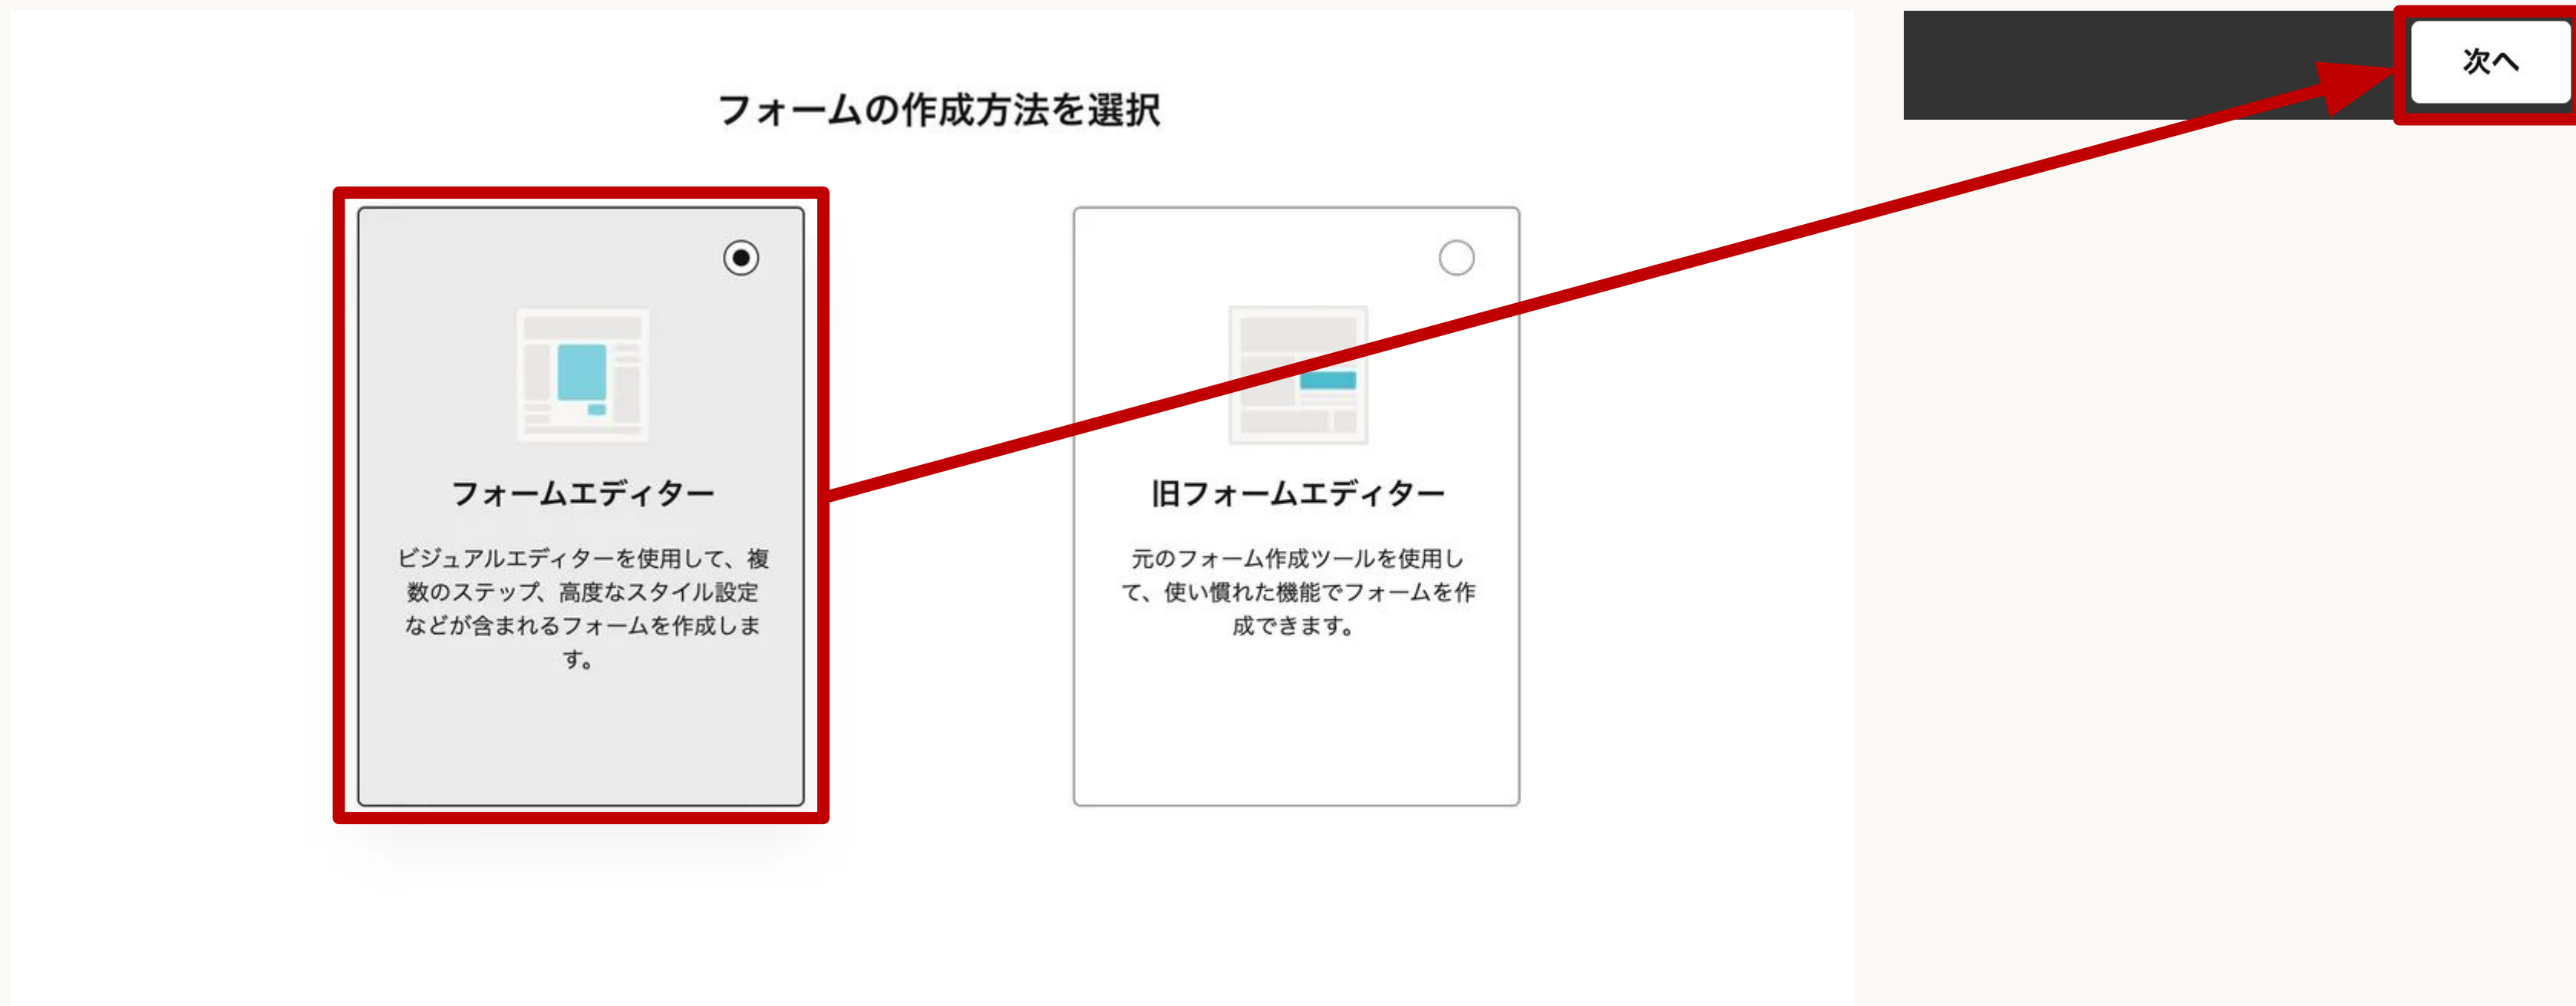 次へ
フォームの作成方法を選択
フォームエディター
ビジュアルエディターを使用して、複
数のステップ、高度なスタイル設定
などが含まれるフォームを作成しま
す。
旧フォームエディター
元のフォーム作成ツールを使用し
て、使い慣れた機能でフォームを作
成できます。